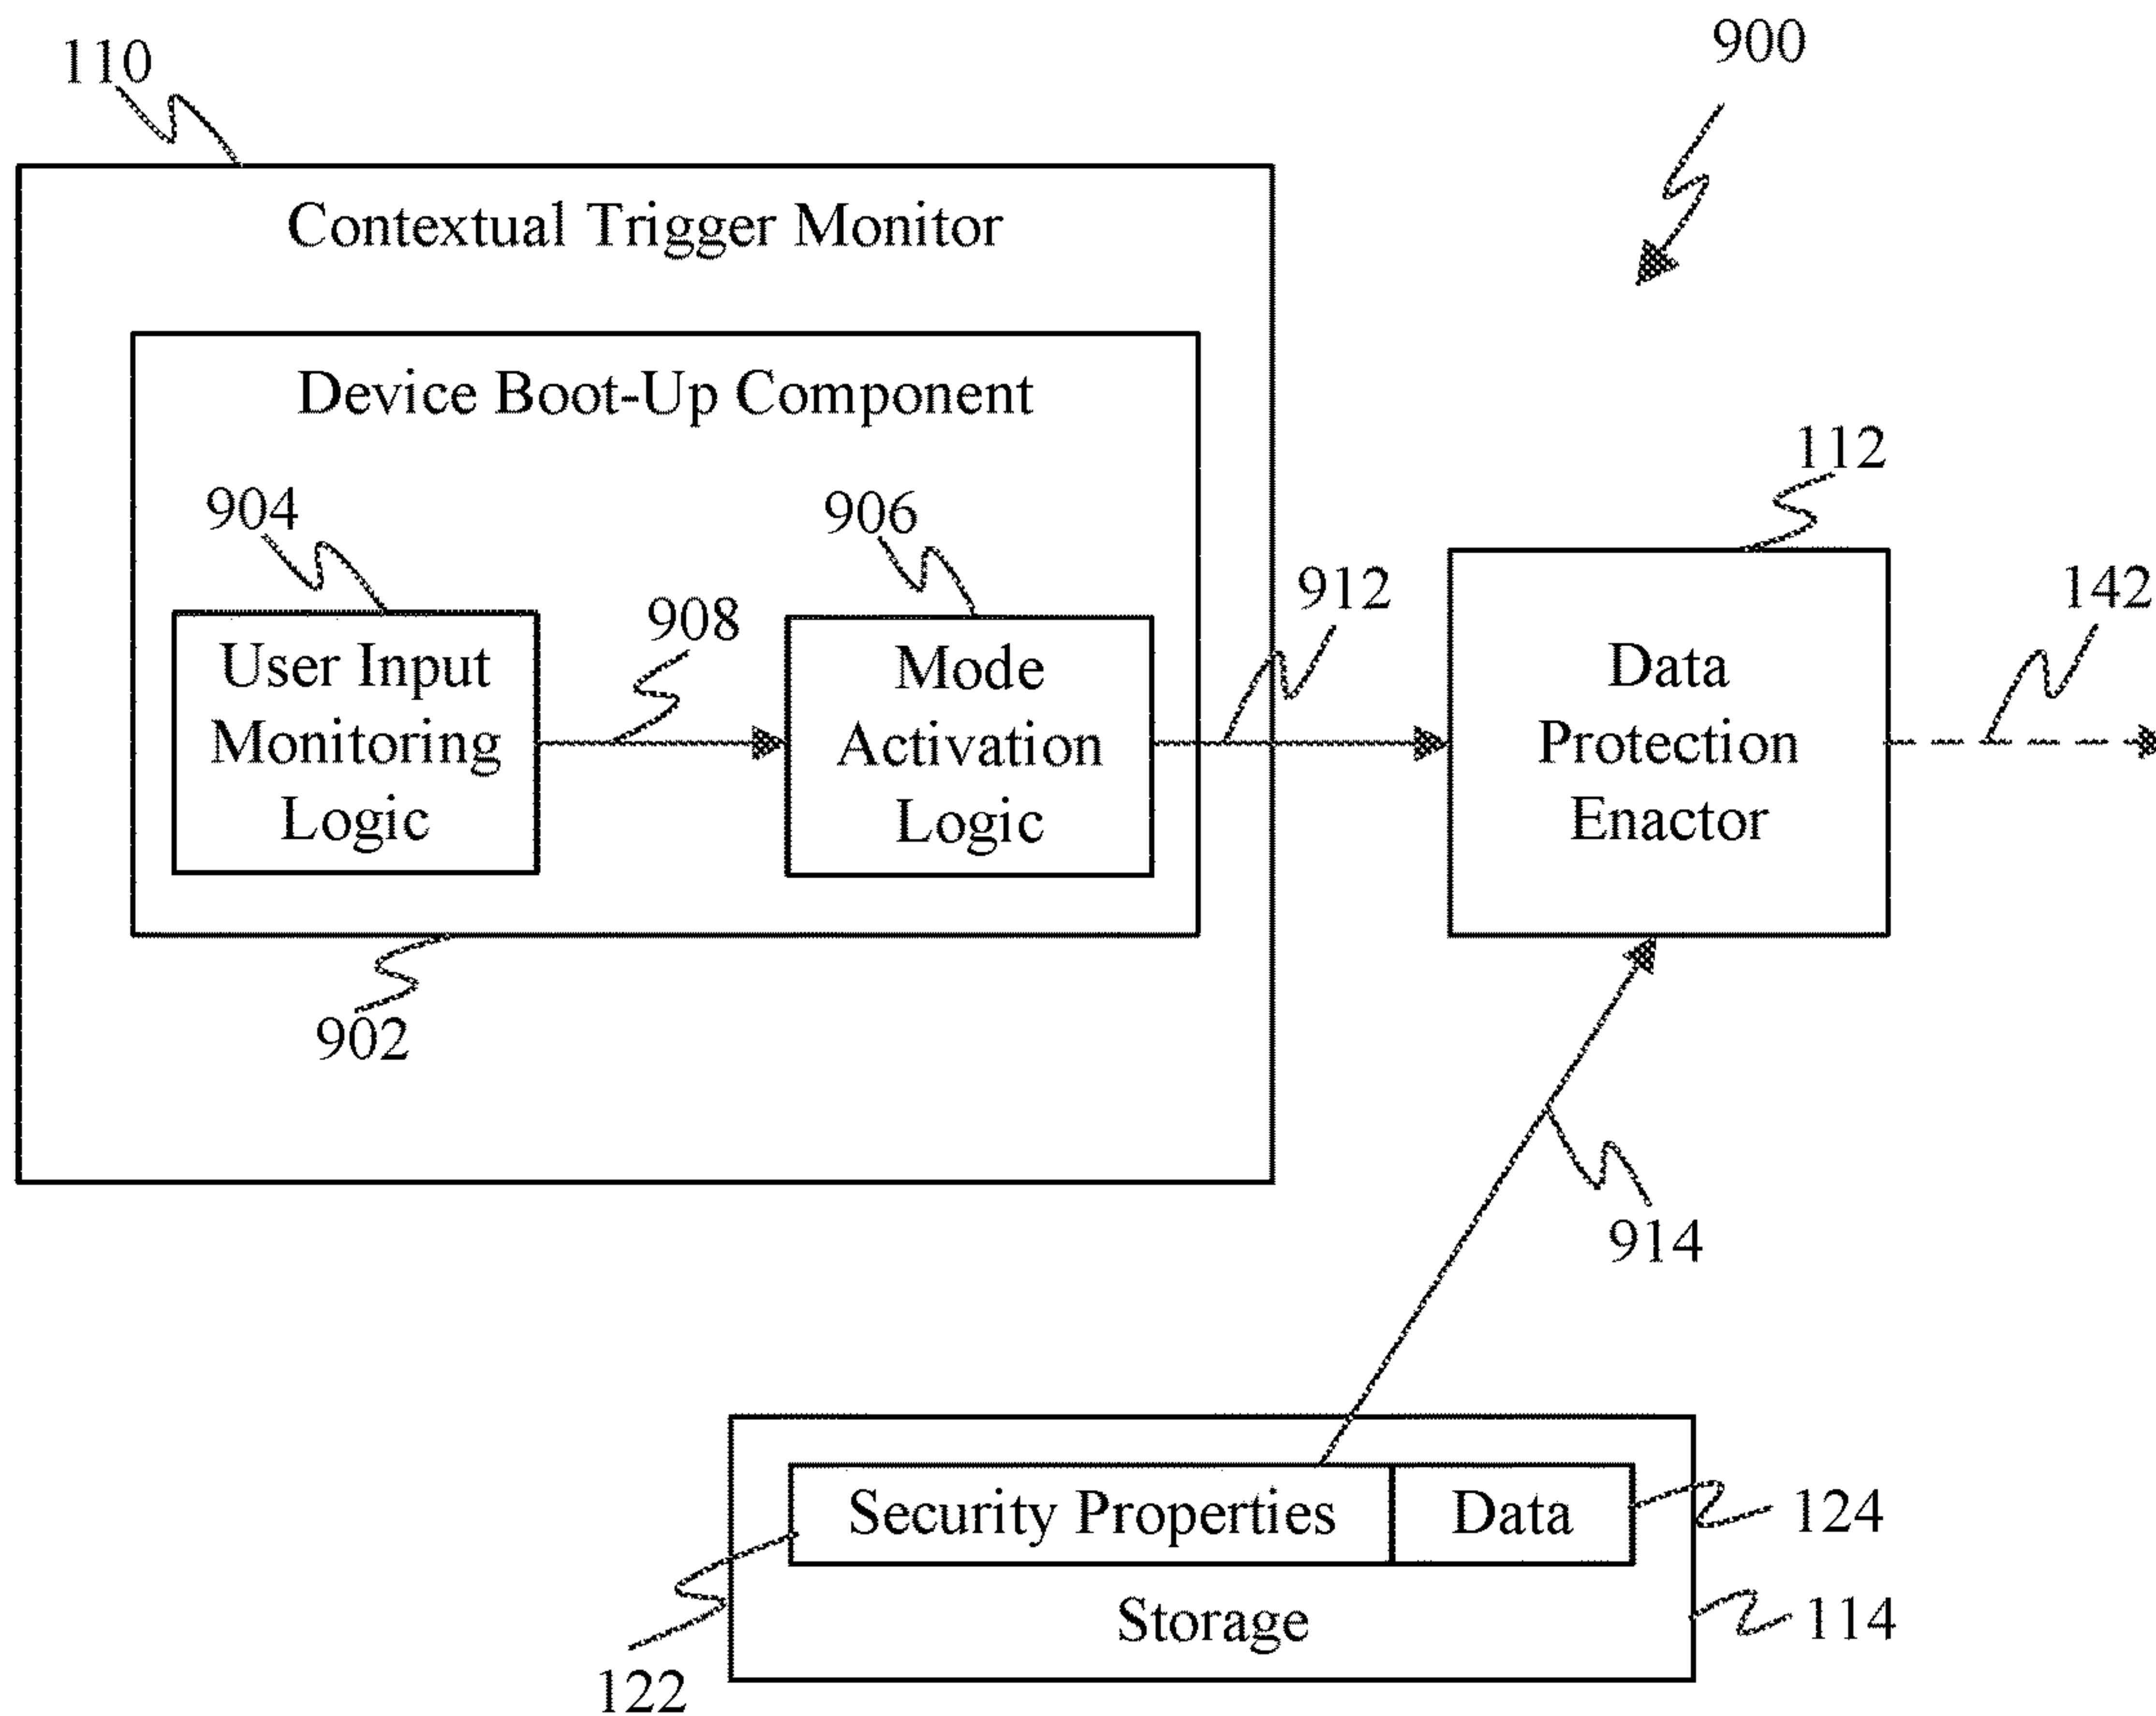 110
900
Contextual Trigger Monitor
Device Boot-Up Component
904
906
908
912
112
142
User Input
Monitoring
Logic
Mode
Activation
Logic
Data
Protection
Enactor
902
914
Security Properties
Data
124
Storage
114
122